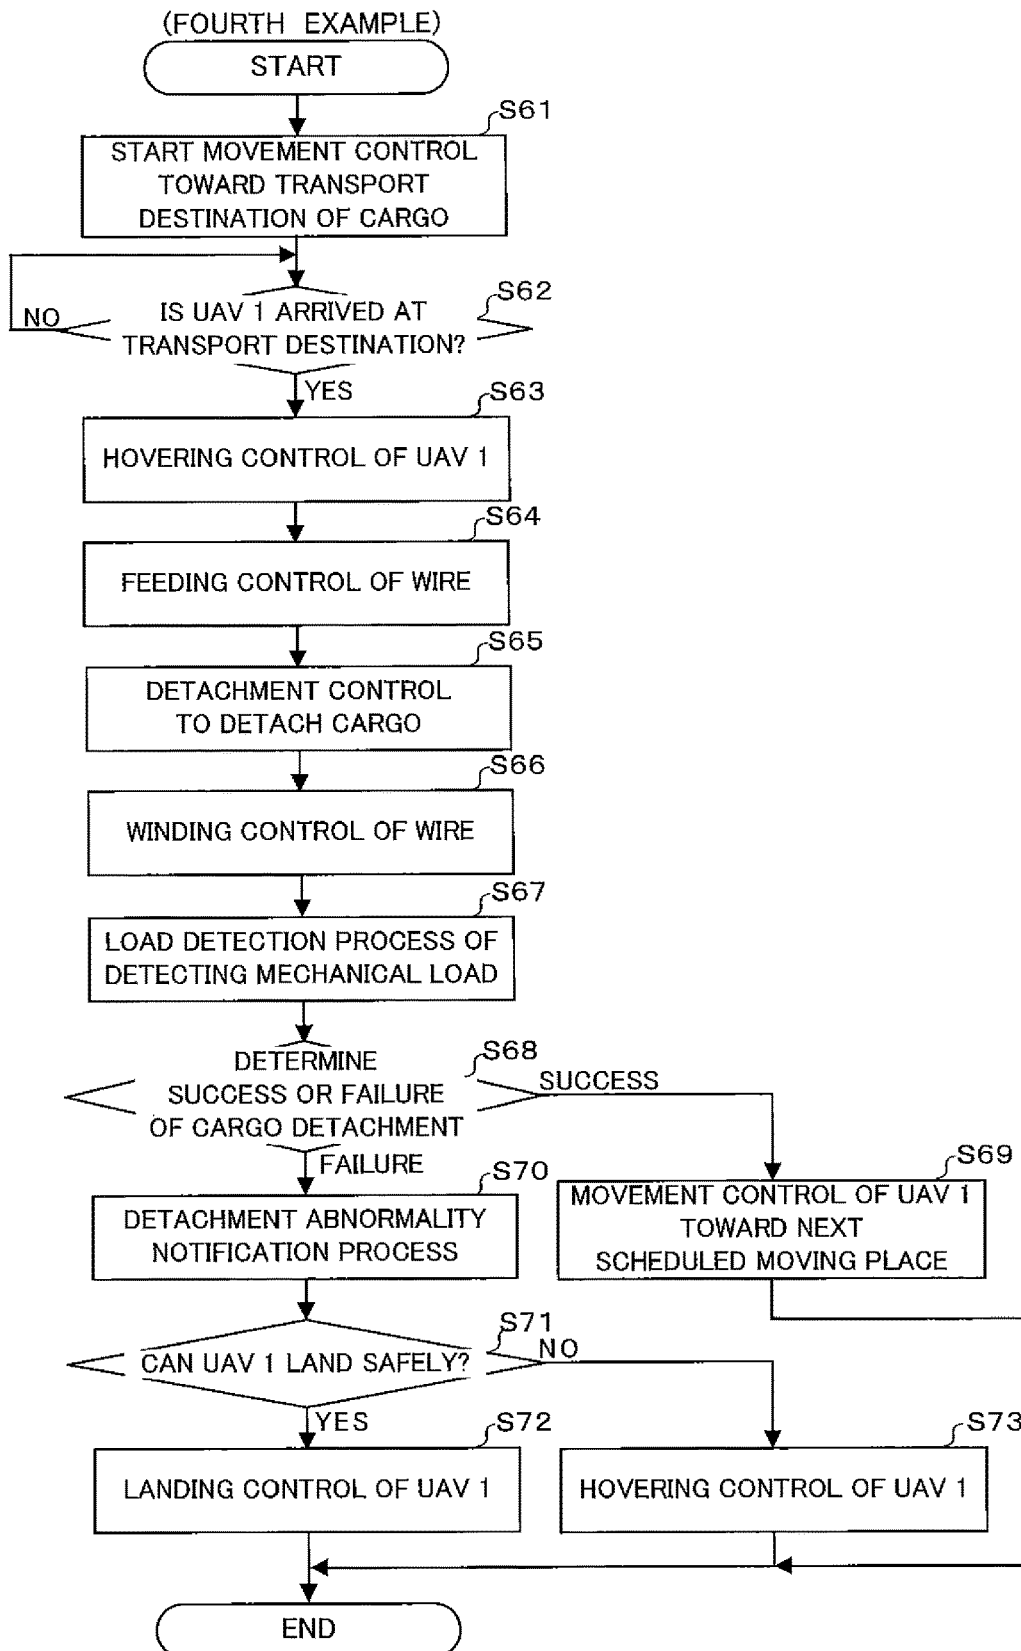 (FOURTH EXAMPLE)
START
S61
START MOVEMENT CONTROL
TOWARD TRANSPORT
DESTINATION OF CARGO
S62
NO
IS UAV 1 ARRIVED AT
TRANSPORT DESTINATION?
YES
S63
HOVERING CONTROL OF UAV 1
S64
FEEDING CONTROL OF WIRE
S65
DETACHMENT CONTROL
TO DETACH CARGO
S66
WINDING CONTROL OF WIRE
S67
LOAD DETECTION PROCESS OF
DETECTING MECHANICAL LOAD
S68
DETERMINE
SUCCESS OR FAILURE
OF CARGO DETACHMENT
SUCCESS
FAILURE
S69
MOVEMENT CONTROL OF UAV 1
TOWARD NEXT
SCHEDULED MOVING PLACE
S70
DETACHMENT ABNORMALITY
NOTIFICATION PROCESS
S71
CAN UAV 1 LAND SAFELY?
NO
YES
S72
LANDING CONTROL OF UAV 1
S73
HOVERING CONTROL OF UAV 1
END